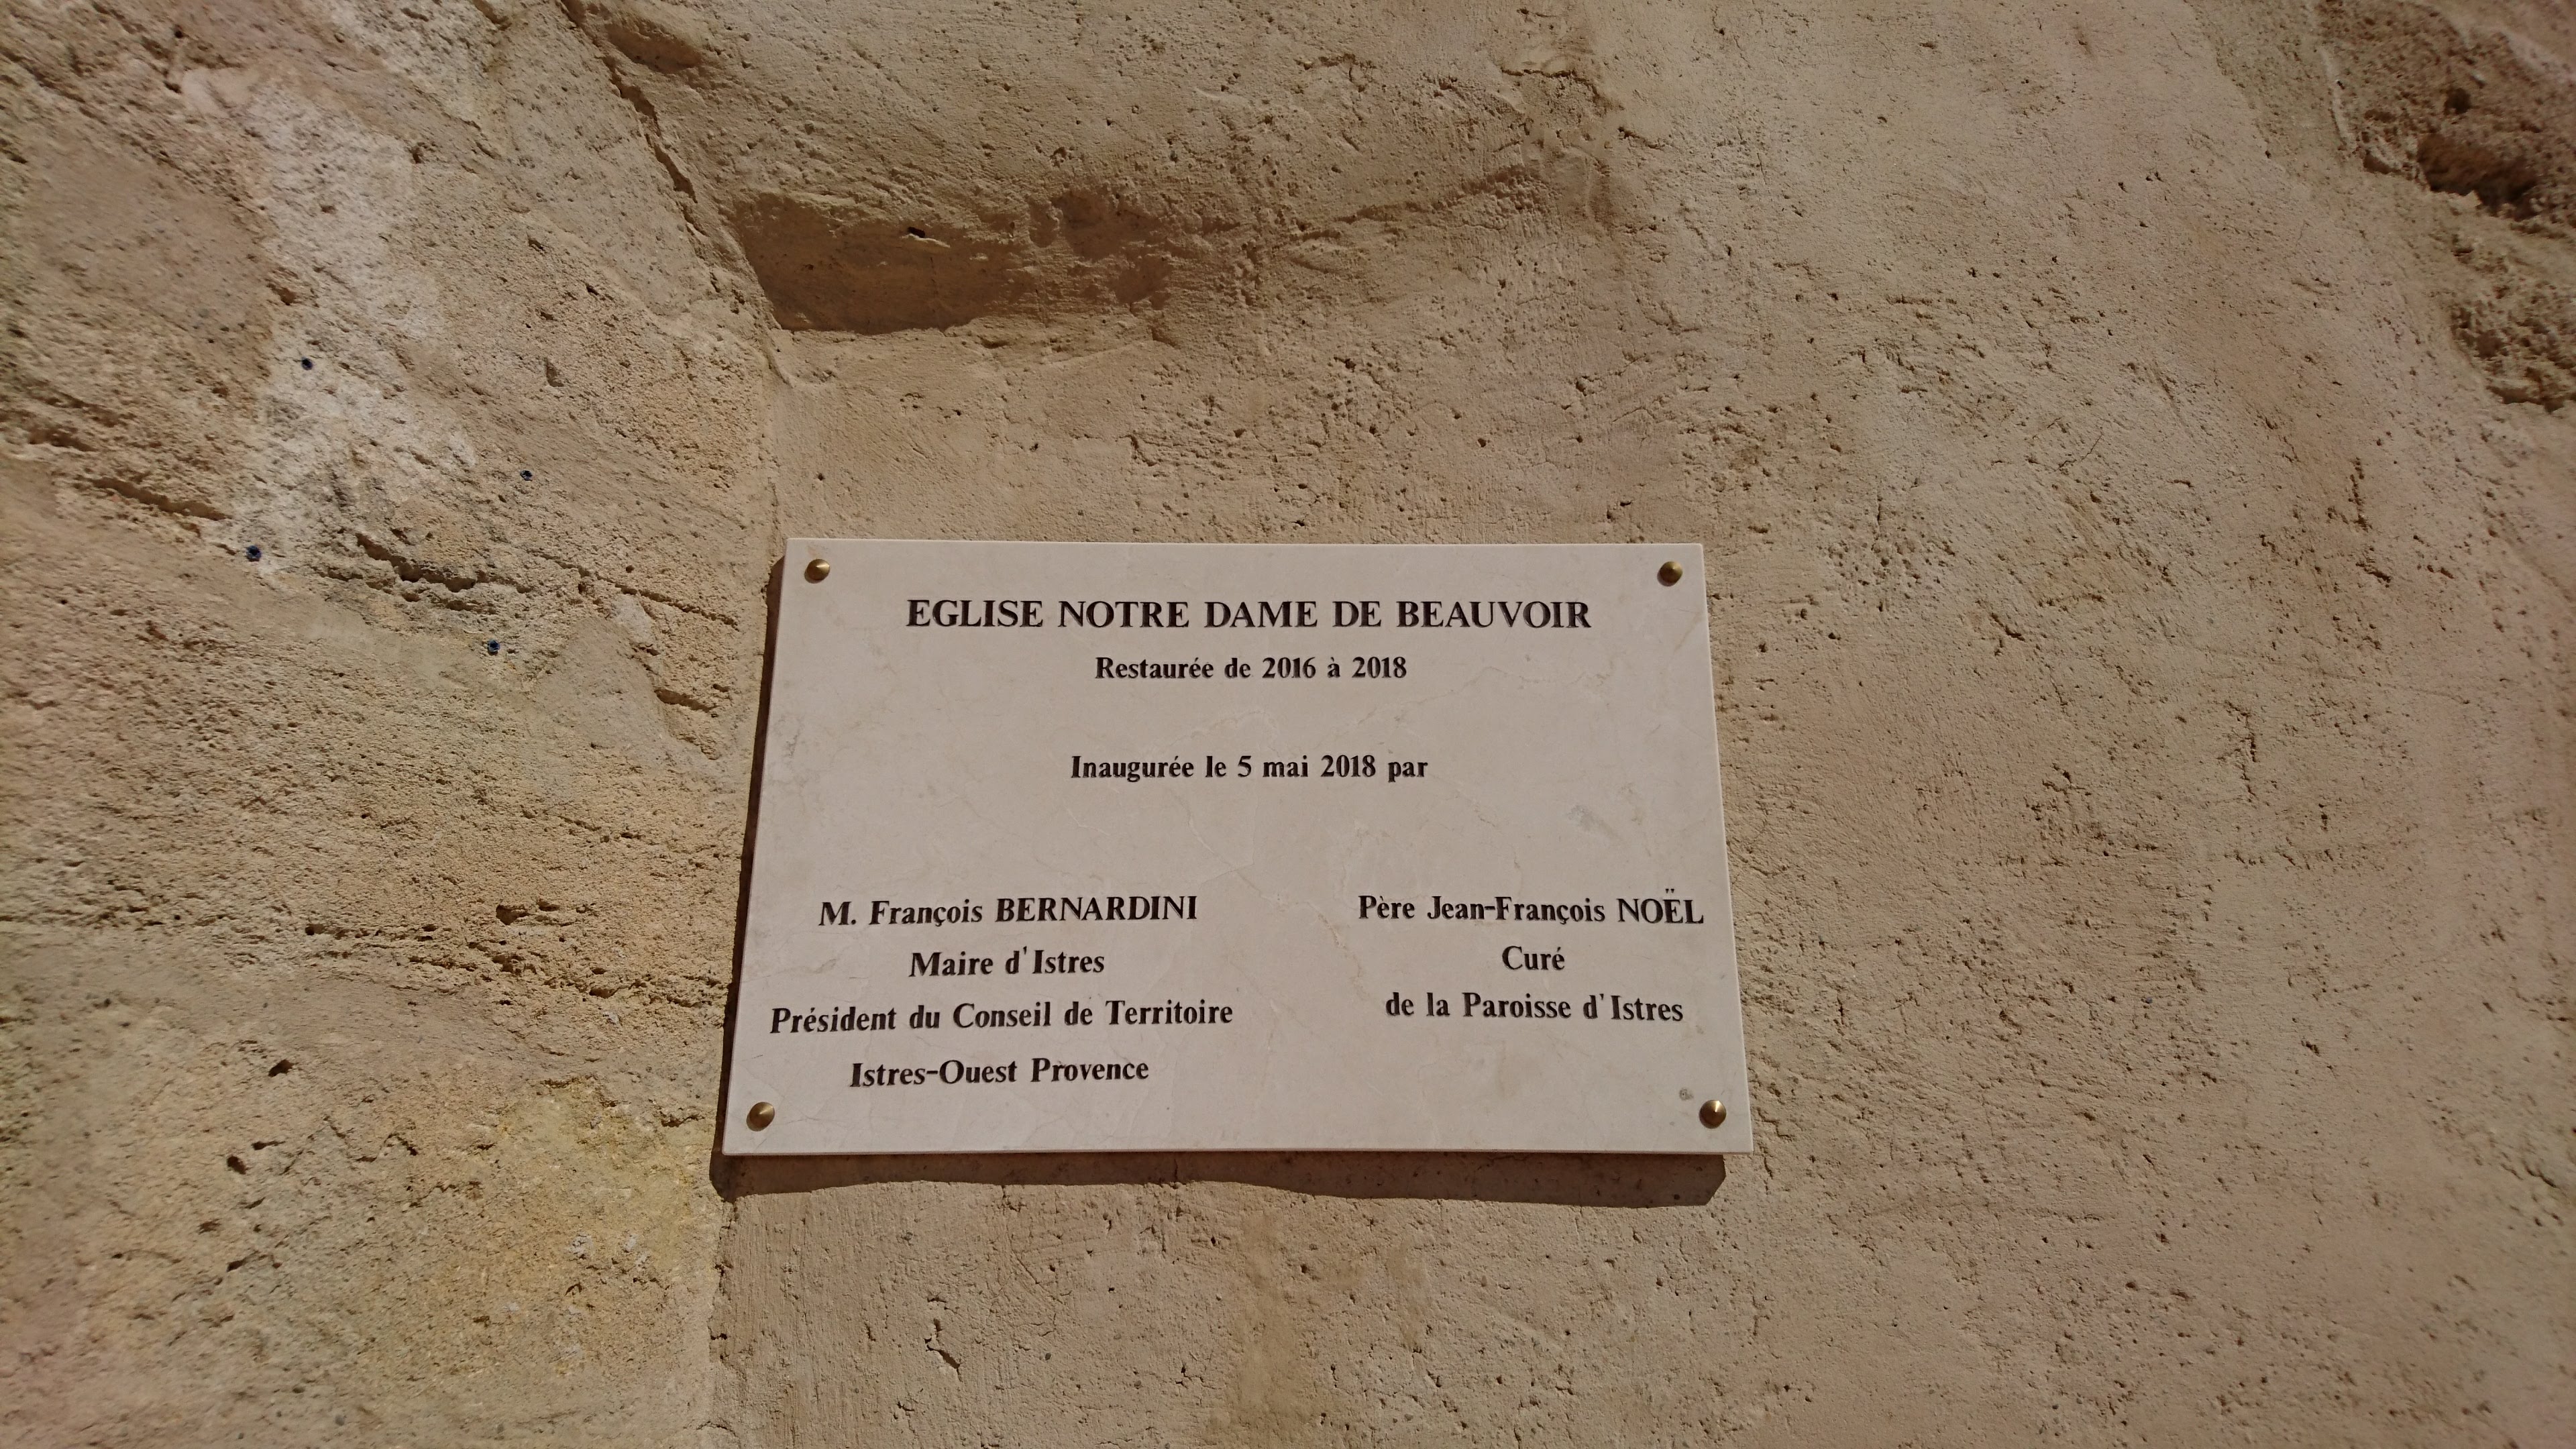 EGLISE NOTRE DAME DE BEAUVOIR
Restaurée de 2016 à 2018
Inaugurée le 5 mai 2018 par
M. François BERNARDINI
Maire d'Istres
Président du Conseil de Territoire
Istres-Ouest Provence
Père Jean-François NOËL
Curé
de la Paroisse d'Istres